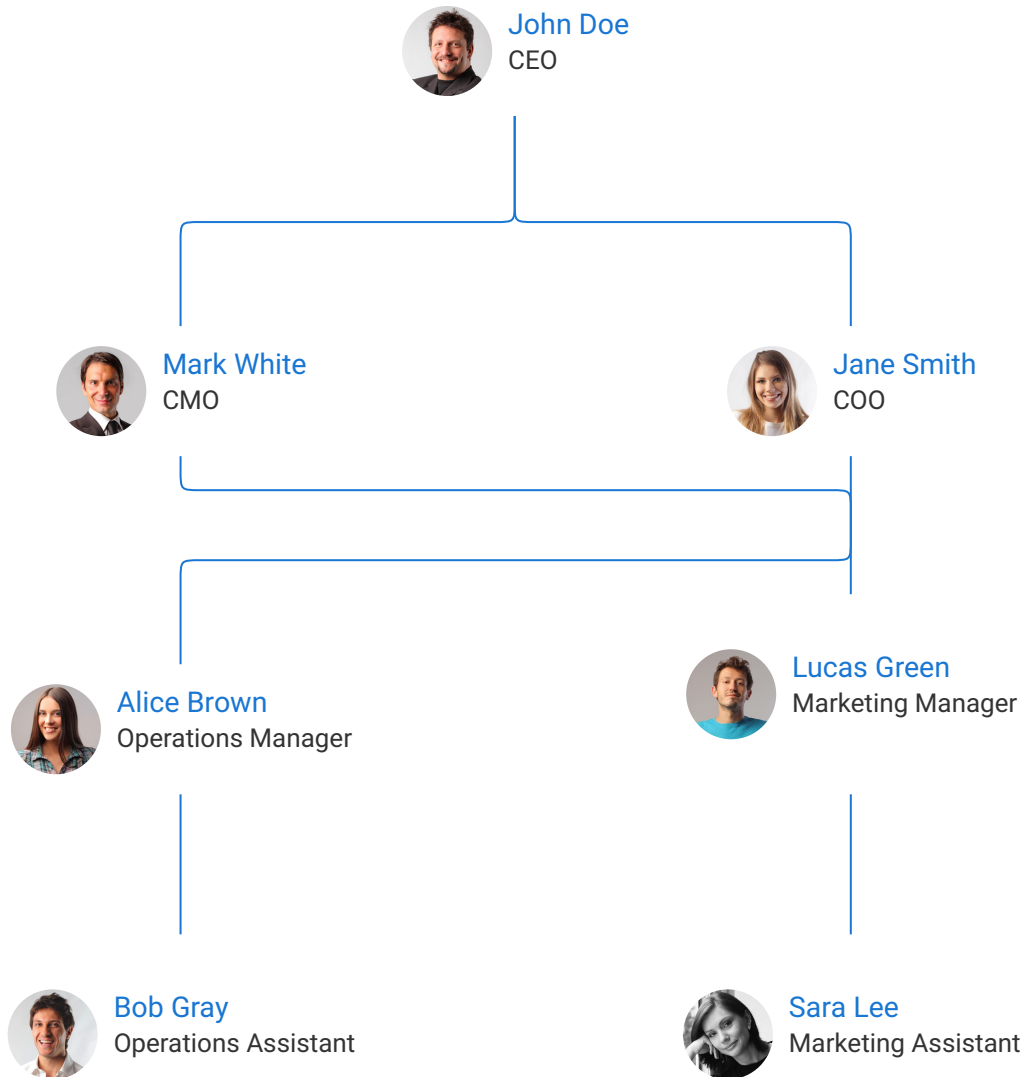 John Doe
CEO
Mark White
CMO
Jane Smith
COO
Alice Brown
Operations Manager
Lucas Green
Marketing Manager
Bob Gray
Operations Assistant
Sara Lee
Marketing Assistant